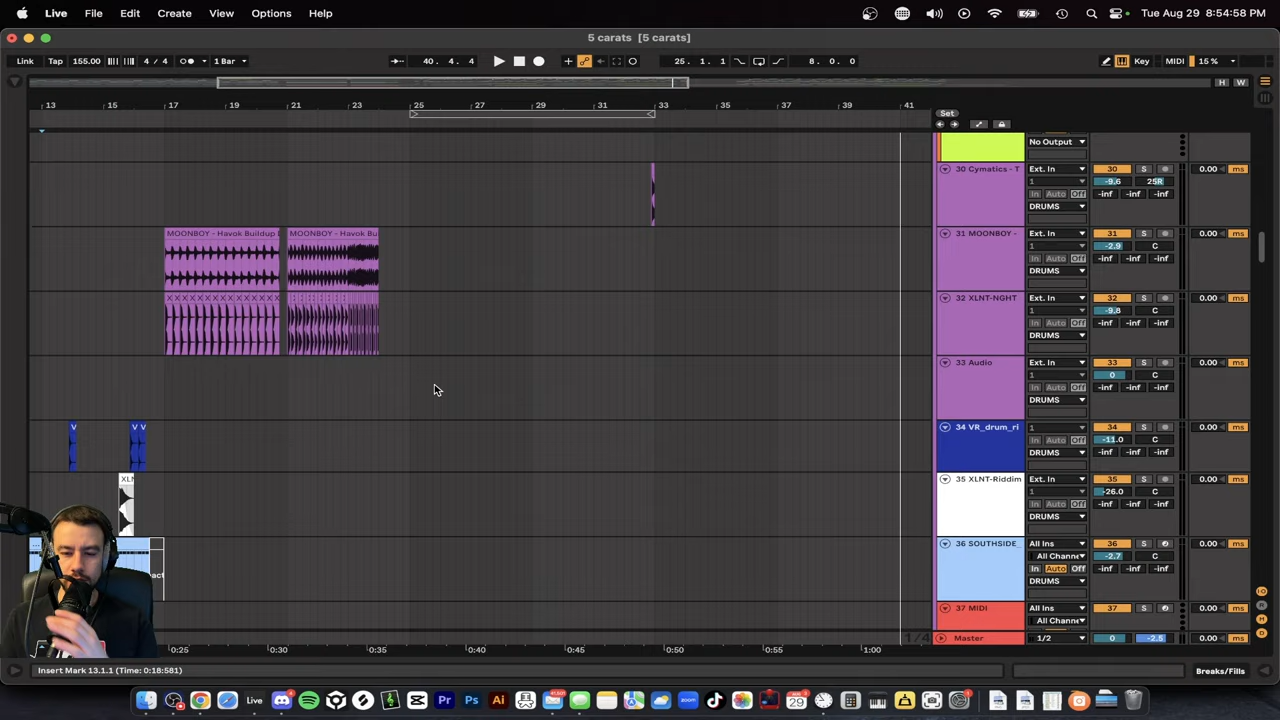 Live File Edit Create View Options Help Tue Aug 29 8:54:58 PM
5 carats [5 carats]
Link Tap 155.00 4 / 4 1 Bar 40. 4. 4 25. 1. 1 8. 0. 0 Key MIDI 15 %
H W
13 15 17 19 21 23 25 27 29 31 33 35 37 39 41
Set
No Output
30 Cymatics - T Ext. In 30 S 0.00 ms
1 -9.6 25R
In Auto Off -inf -inf -inf
DRUMS
MOONBOY - Havok Buildup MOONBOY - Havok Bu 31 MOONBOY - Ext. In 31 S 0.00 ms
1 -2.9 C
In Auto Off -inf -inf -inf
DRUMS
32 XLNT-NGHT Ext. In 32 S 0.00 ms
1 -9.8 C
In Auto Off -inf -inf -inf
DRUMS
33 Audio Ext. In 33 S 0.00 ms
1 0 C
In Auto Off -inf -inf -inf
DRUMS
V V V 34 VR_drum_ri 1 34 S 0.00 ms
In Auto Off -11.0 C
DRUMS -inf -inf -inf
XLN 35 XLNT-Riddim Ext. In 35 S 0.00 ms
1 -26.0 C
In Auto Off -inf -inf -inf
DRUMS
36 SOUTHSIDE_ All Ins 36 S 0.00 ms
All Channe -2.7 C
In Auto Off -inf -inf -inf
DRUMS
37 MIDI All Ins 37 S 0.00 ms
All Channe
1/4 Master 1/2 0 -2.5 0.00 ms
0:25 0:30 0:35 0:40 0:45 0:50 0:55 1:00
Insert Mark 13.1.1 (Time: 0:18:581) Breaks/Fills